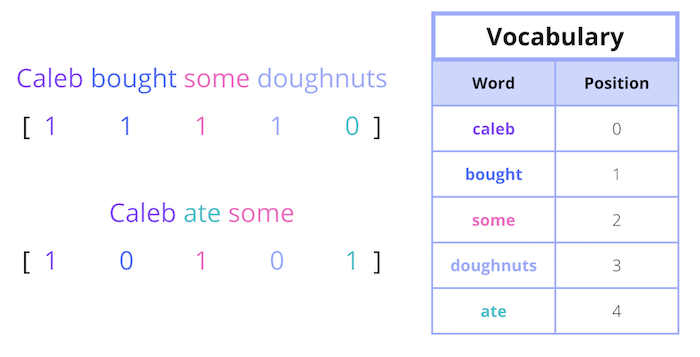 Caleb bought some doughnuts
[ 1 1 1 1 0 ]
Caleb ate some
[ 1 0 1 0 1 ]
Vocabulary
Word Position
caleb 0
bought 1
some 2
doughnuts 3
ate 4